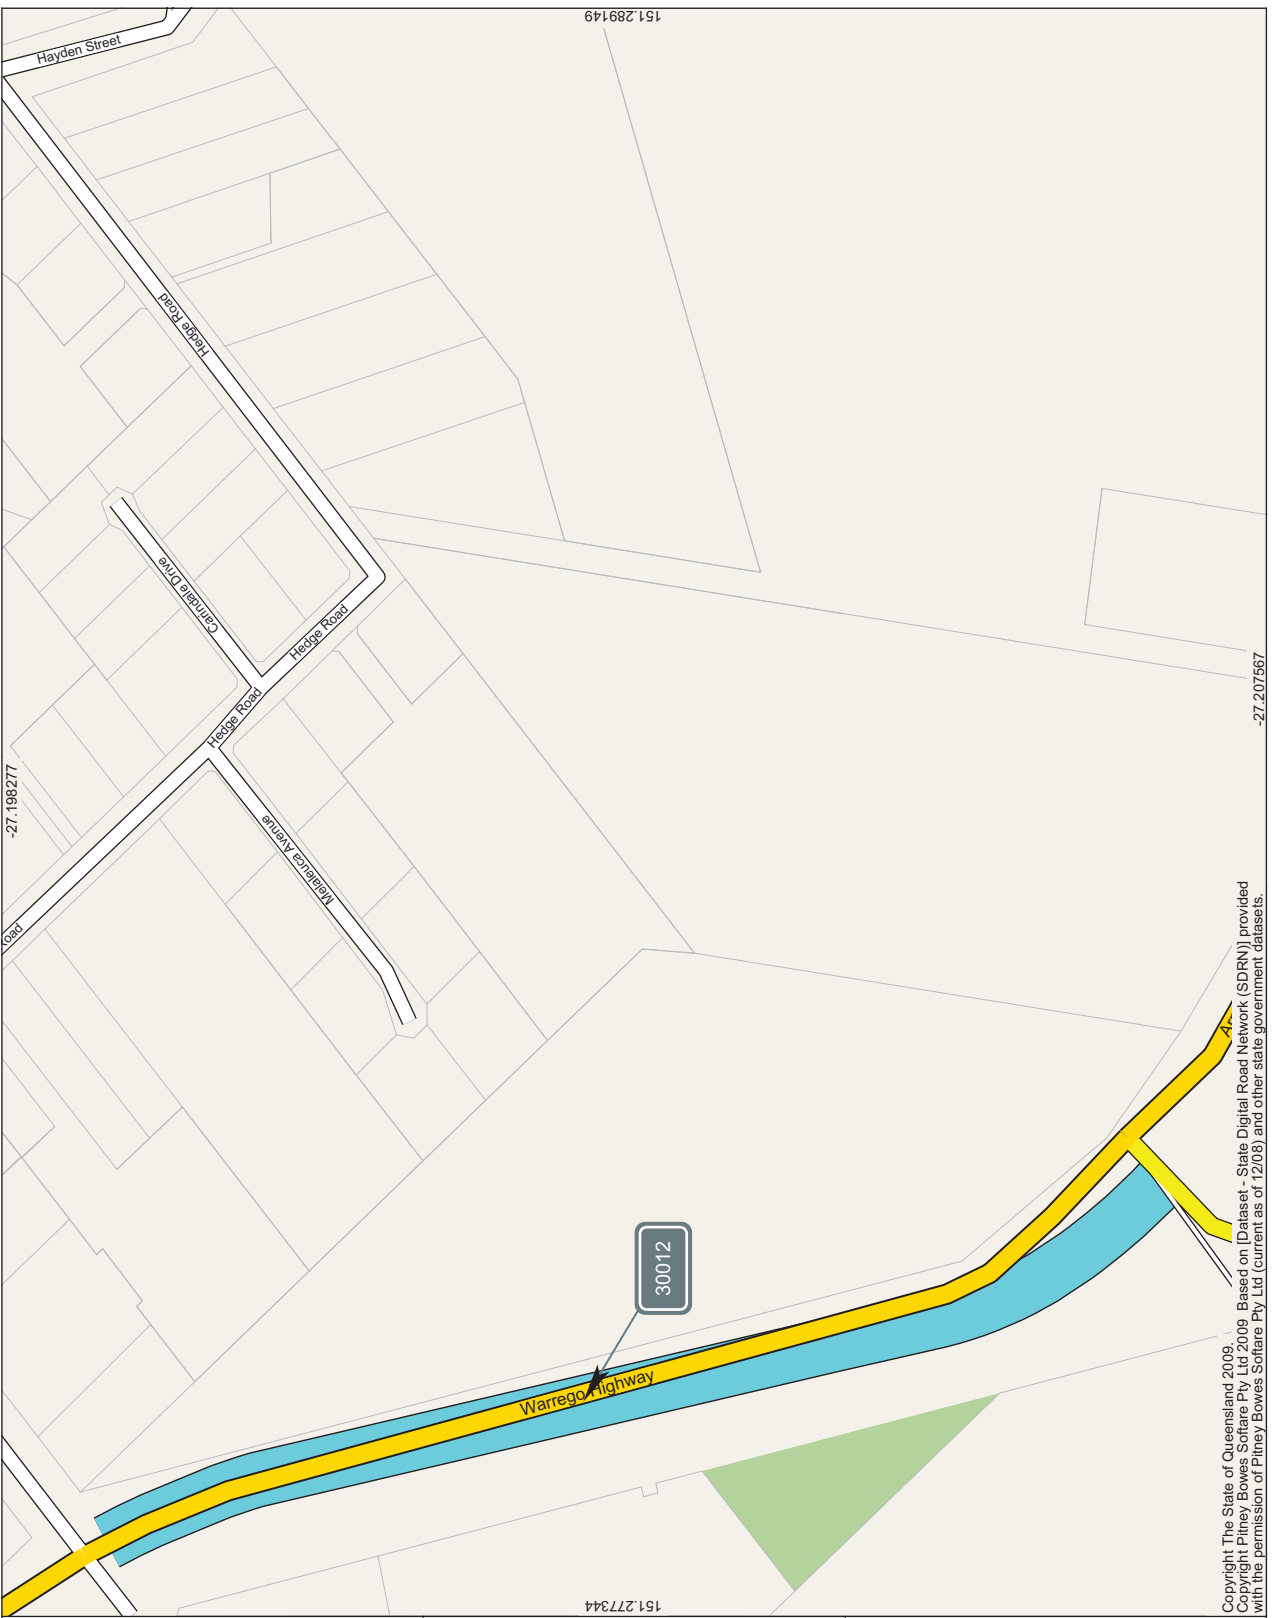 151.289149
Hayden Street
Hedge Road
Canndale Drive
Hedge Road
Hedge Road
Melaleuca Avenue
-27.198277
-27.207567
Road
30012
Warrego Highway
151.277344
Copyright The State of Queensland 2009.
Copyright Pitney Bowes Softare Pty Ltd 2009. Based on [Dataset - State Digital Road Network (SDRN)] provided
with the permission of Pitney Bowes Softare Pty Ltd (current as of 12/08) and other state government datasets.